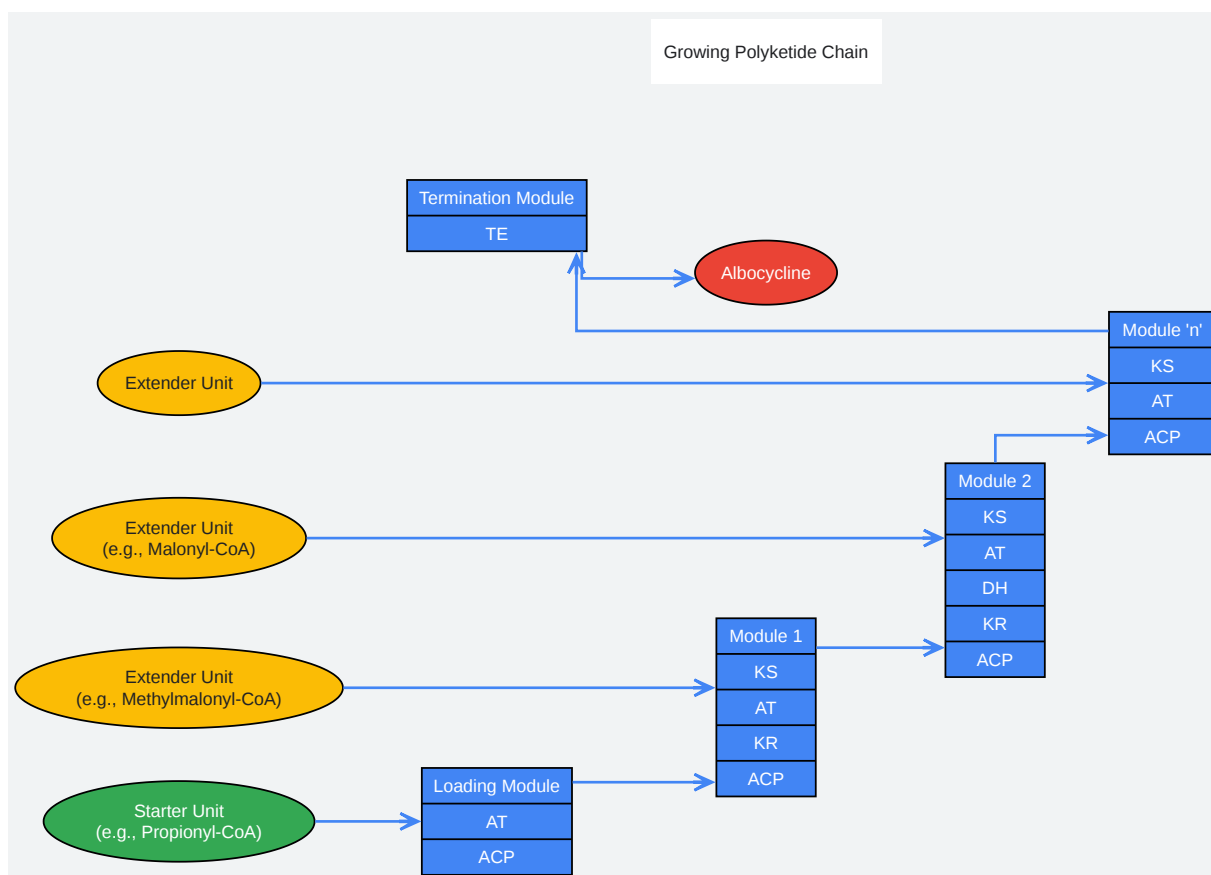 Growing Polyketide Chain
Termination Module
TE
Albocycline
Module 'n'
KS
AT
ACP
Extender Unit
Module 2
KS
AT
DH
KR
ACP
Extender Unit
(e.g., Malonyl-CoA)
Module 1
KS
AT
KR
ACP
Extender Unit
(e.g., Methylmalonyl-CoA)
Loading Module
AT
ACP
Starter Unit
(e.g., Propionyl-CoA)